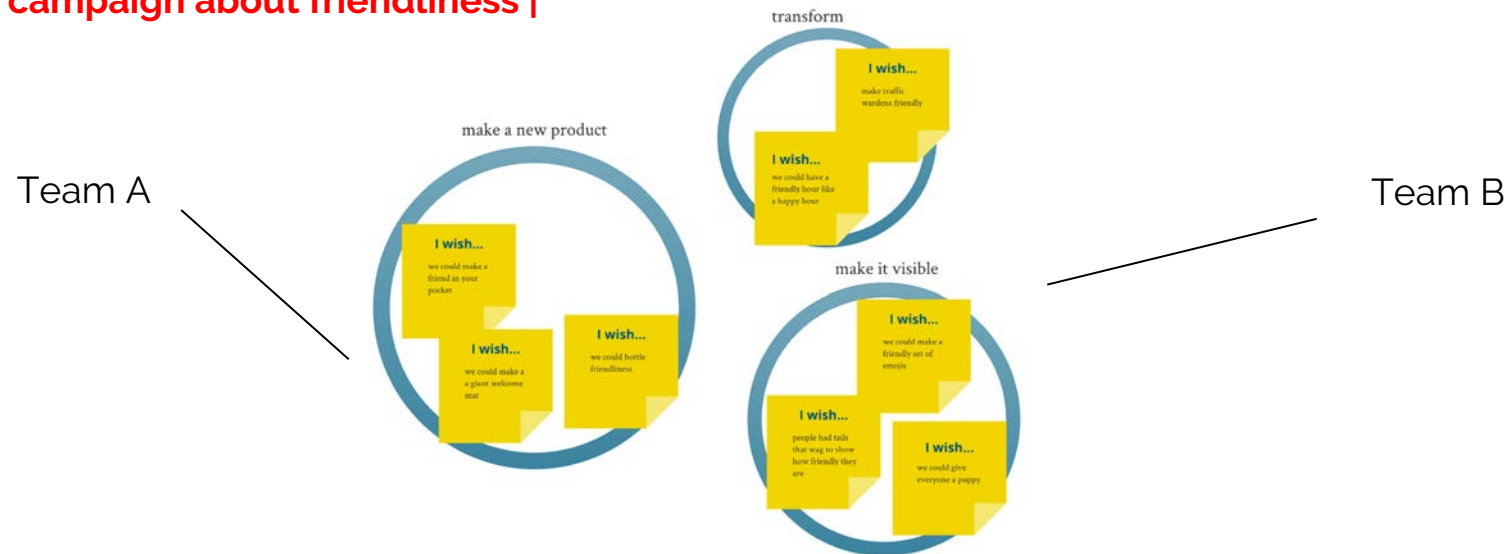 campaign about friendliness |
transform
I wish...
make traffic
wardens friendly
I wish...
we could have a
friendly hour like
a happy hour
make a new product
Team A
I wish...
we could make a
friend in your
pocket
I wish...
we could make a
a giant welcome
mat
I wish...
we could bottle
friendliness
Team B
make it visible
I wish...
we could make a
friendly set of
emojis
I wish...
people had tails
that wag to show
how friendly they
are
I wish...
we could give
everyone a puppy